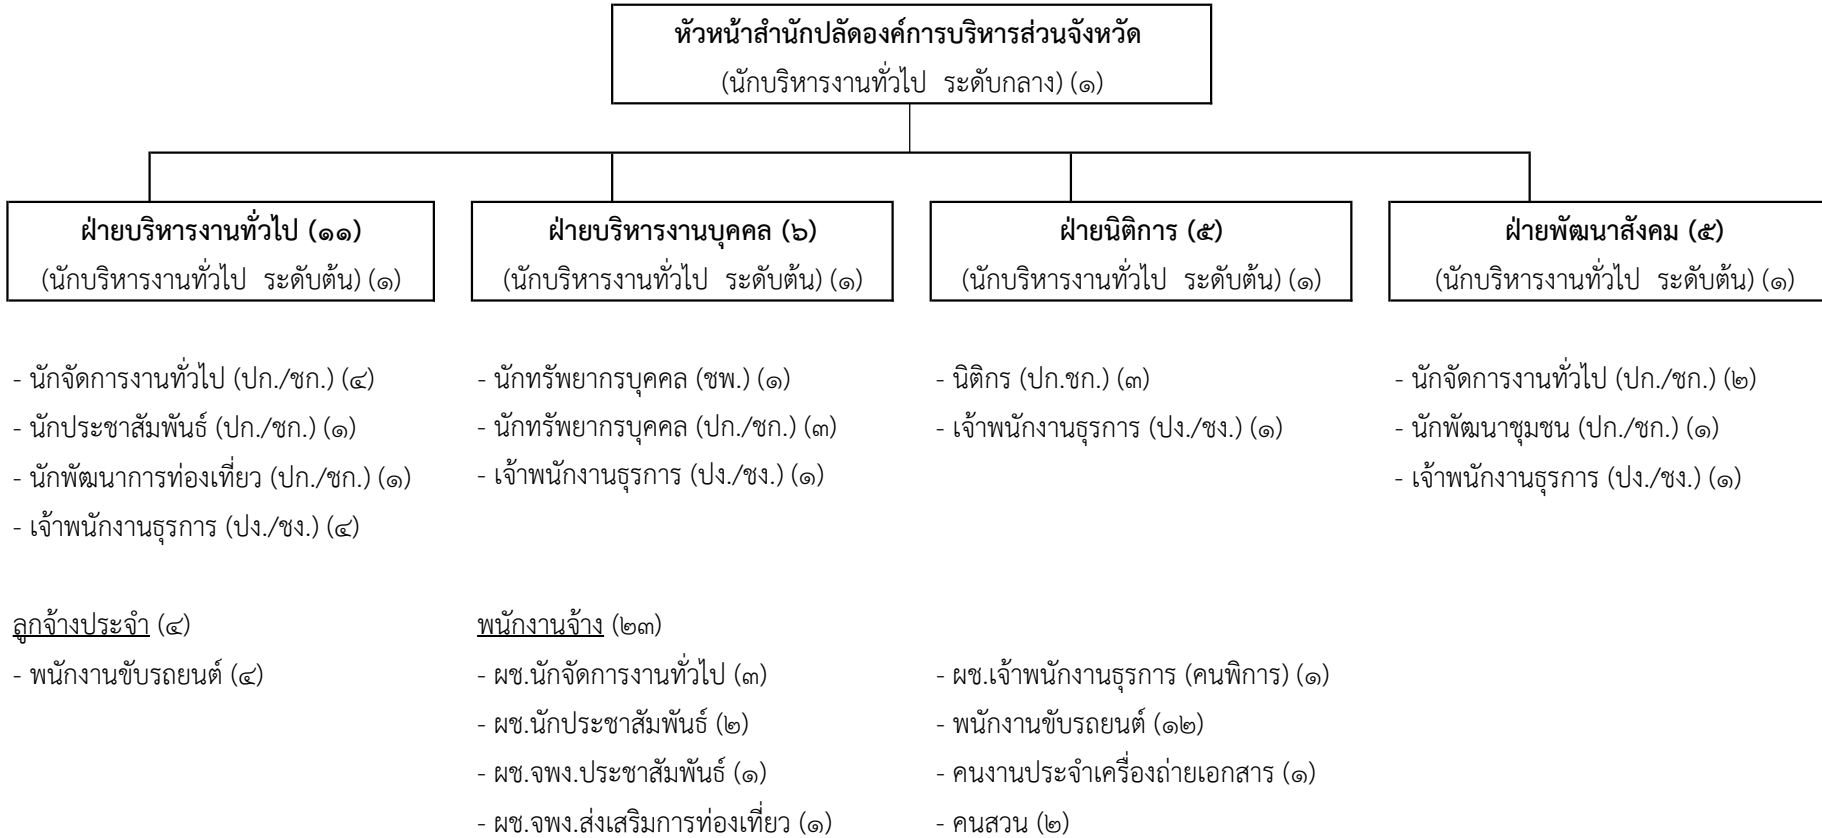 หัวหน้าสำนักปลัดองค์การบริหารส่วนจังหวัด
(นักบริหารงานทั่วไป ระดับกลาง) (๑)
ฝ่ายบริหารงานทั่วไป (๑๑)
(นักบริหารงานทั่วไป ระดับต้น) (๑)
ฝ่ายบริหารงานบุคคล (๖)
(นักบริหารงานทั่วไป ระดับต้น) (๑)
ฝ่ายนิติการ (๕)
(นักบริหารงานทั่วไป ระดับต้น) (๑)
ฝ่ายพัฒนาสังคม (๕)
(นักบริหารงานทั่วไป ระดับต้น) (๑)
- นักจัดการงานทั่วไป (ปก./ชก.) (๔)
- นักประชาสัมพันธ์ (ปก./ชก.) (๑)
- นักพัฒนาการท่องเที่ยว (ปก./ชก.) (๑)
- เจ้าพนักงานธุรการ (ปง./ชง.) (๔)
- นักทรัพยากรบุคคล (ชพ.) (๑)
- นักทรัพยากรบุคคล (ปก./ชก.) (๓)
- เจ้าพนักงานธุรการ (ปง./ชง.) (๑)
- นิติกร (ปก.ชก.) (๓)
- เจ้าพนักงานธุรการ (ปง./ชง.) (๑)
- นักจัดการงานทั่วไป (ปก./ชก.) (๒)
- นักพัฒนาชุมชน (ปก./ชก.) (๑)
- เจ้าพนักงานธุรการ (ปง./ชง.) (๑)
ลูกจ้างประจำ (๔)
- พนักงานขับรถยนต์ (๔)
พนักงานจ้าง (๒๓)
- ผช.นักจัดการงานทั่วไป (๓)
- ผช.นักประชาสัมพันธ์ (๒)
- ผช.จพง.ประชาสัมพันธ์ (๑)
- ผช.จพง.ส่งเสริมการท่องเที่ยว (๑)
- ผช.เจ้าพนักงานธุรการ (คนพิการ) (๑)
- พนักงานขับรถยนต์ (๑๒)
- คนงานประจำเครื่องถ่ายเอกสาร (๑)
- คนสวน (๒)